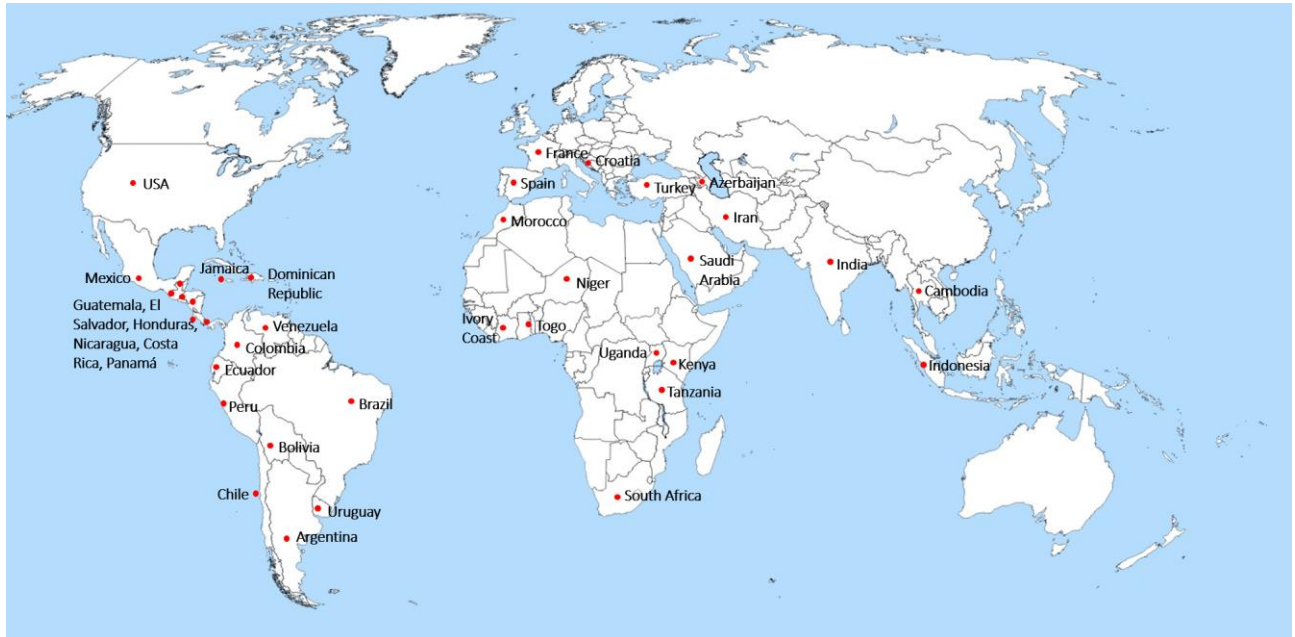 France
Croatia
USA
Spain
Turkey
Azerbaijan
Morocco
Iran
Saudi
Arabia
India
Jamaica
Dominican
Republic
Mexico
Niger
Cambodia
Guatemala, El
Salvador, Honduras,
Nicaragua, Costa
Rica, Panamá
Venezuela
Colombia
Ecuador
Ivory
Coast
Togo
Uganda
Kenya
Tanzania
Indonesia
Peru
Brazil
Bolivia
Chile
Uruguay
Argentina
South Africa